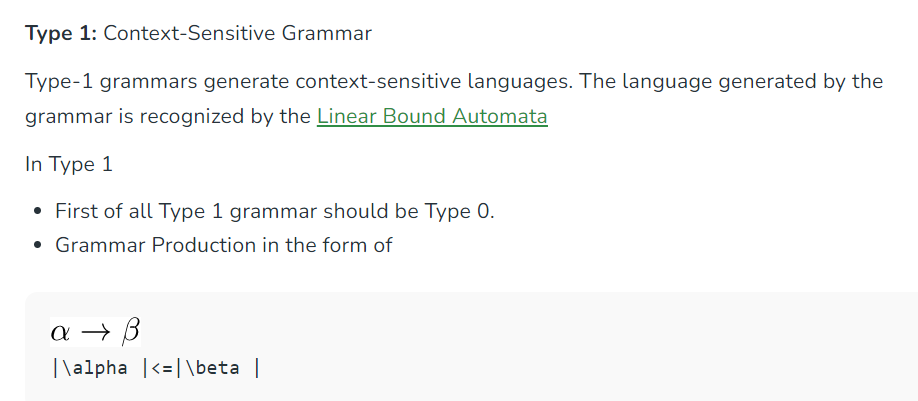 Type 1: Context-Sensitive Grammar
Type-1 grammars generate context-sensitive languages. The language generated by the
grammar is recognized by the Linear Bound Automata
In Type 1
• First of all Type 1 grammar should be Type 0.
• Grammar Production in the form of
α → β
|\alpha |<=|\beta |